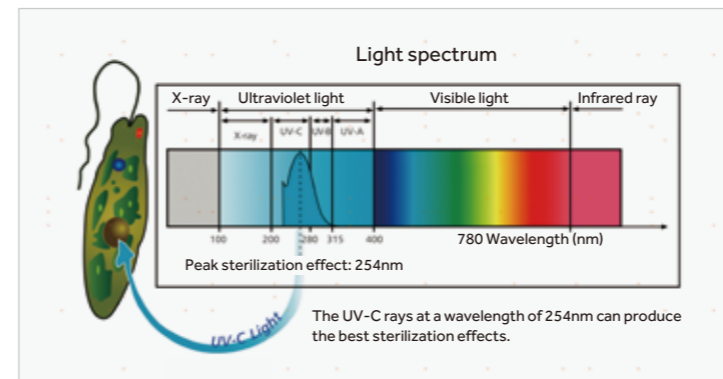 Light spectrum
X-ray Ultraviolet light Visible light Infrared ray
X-ray UV-C UV-B UV-A
100 200 280 315 400 780 Wavelength (nm)
Peak sterilization effect: 254nm
UV-C Light
The UV-C rays at a wavelength of 254nm can produce
the best sterilization effects.